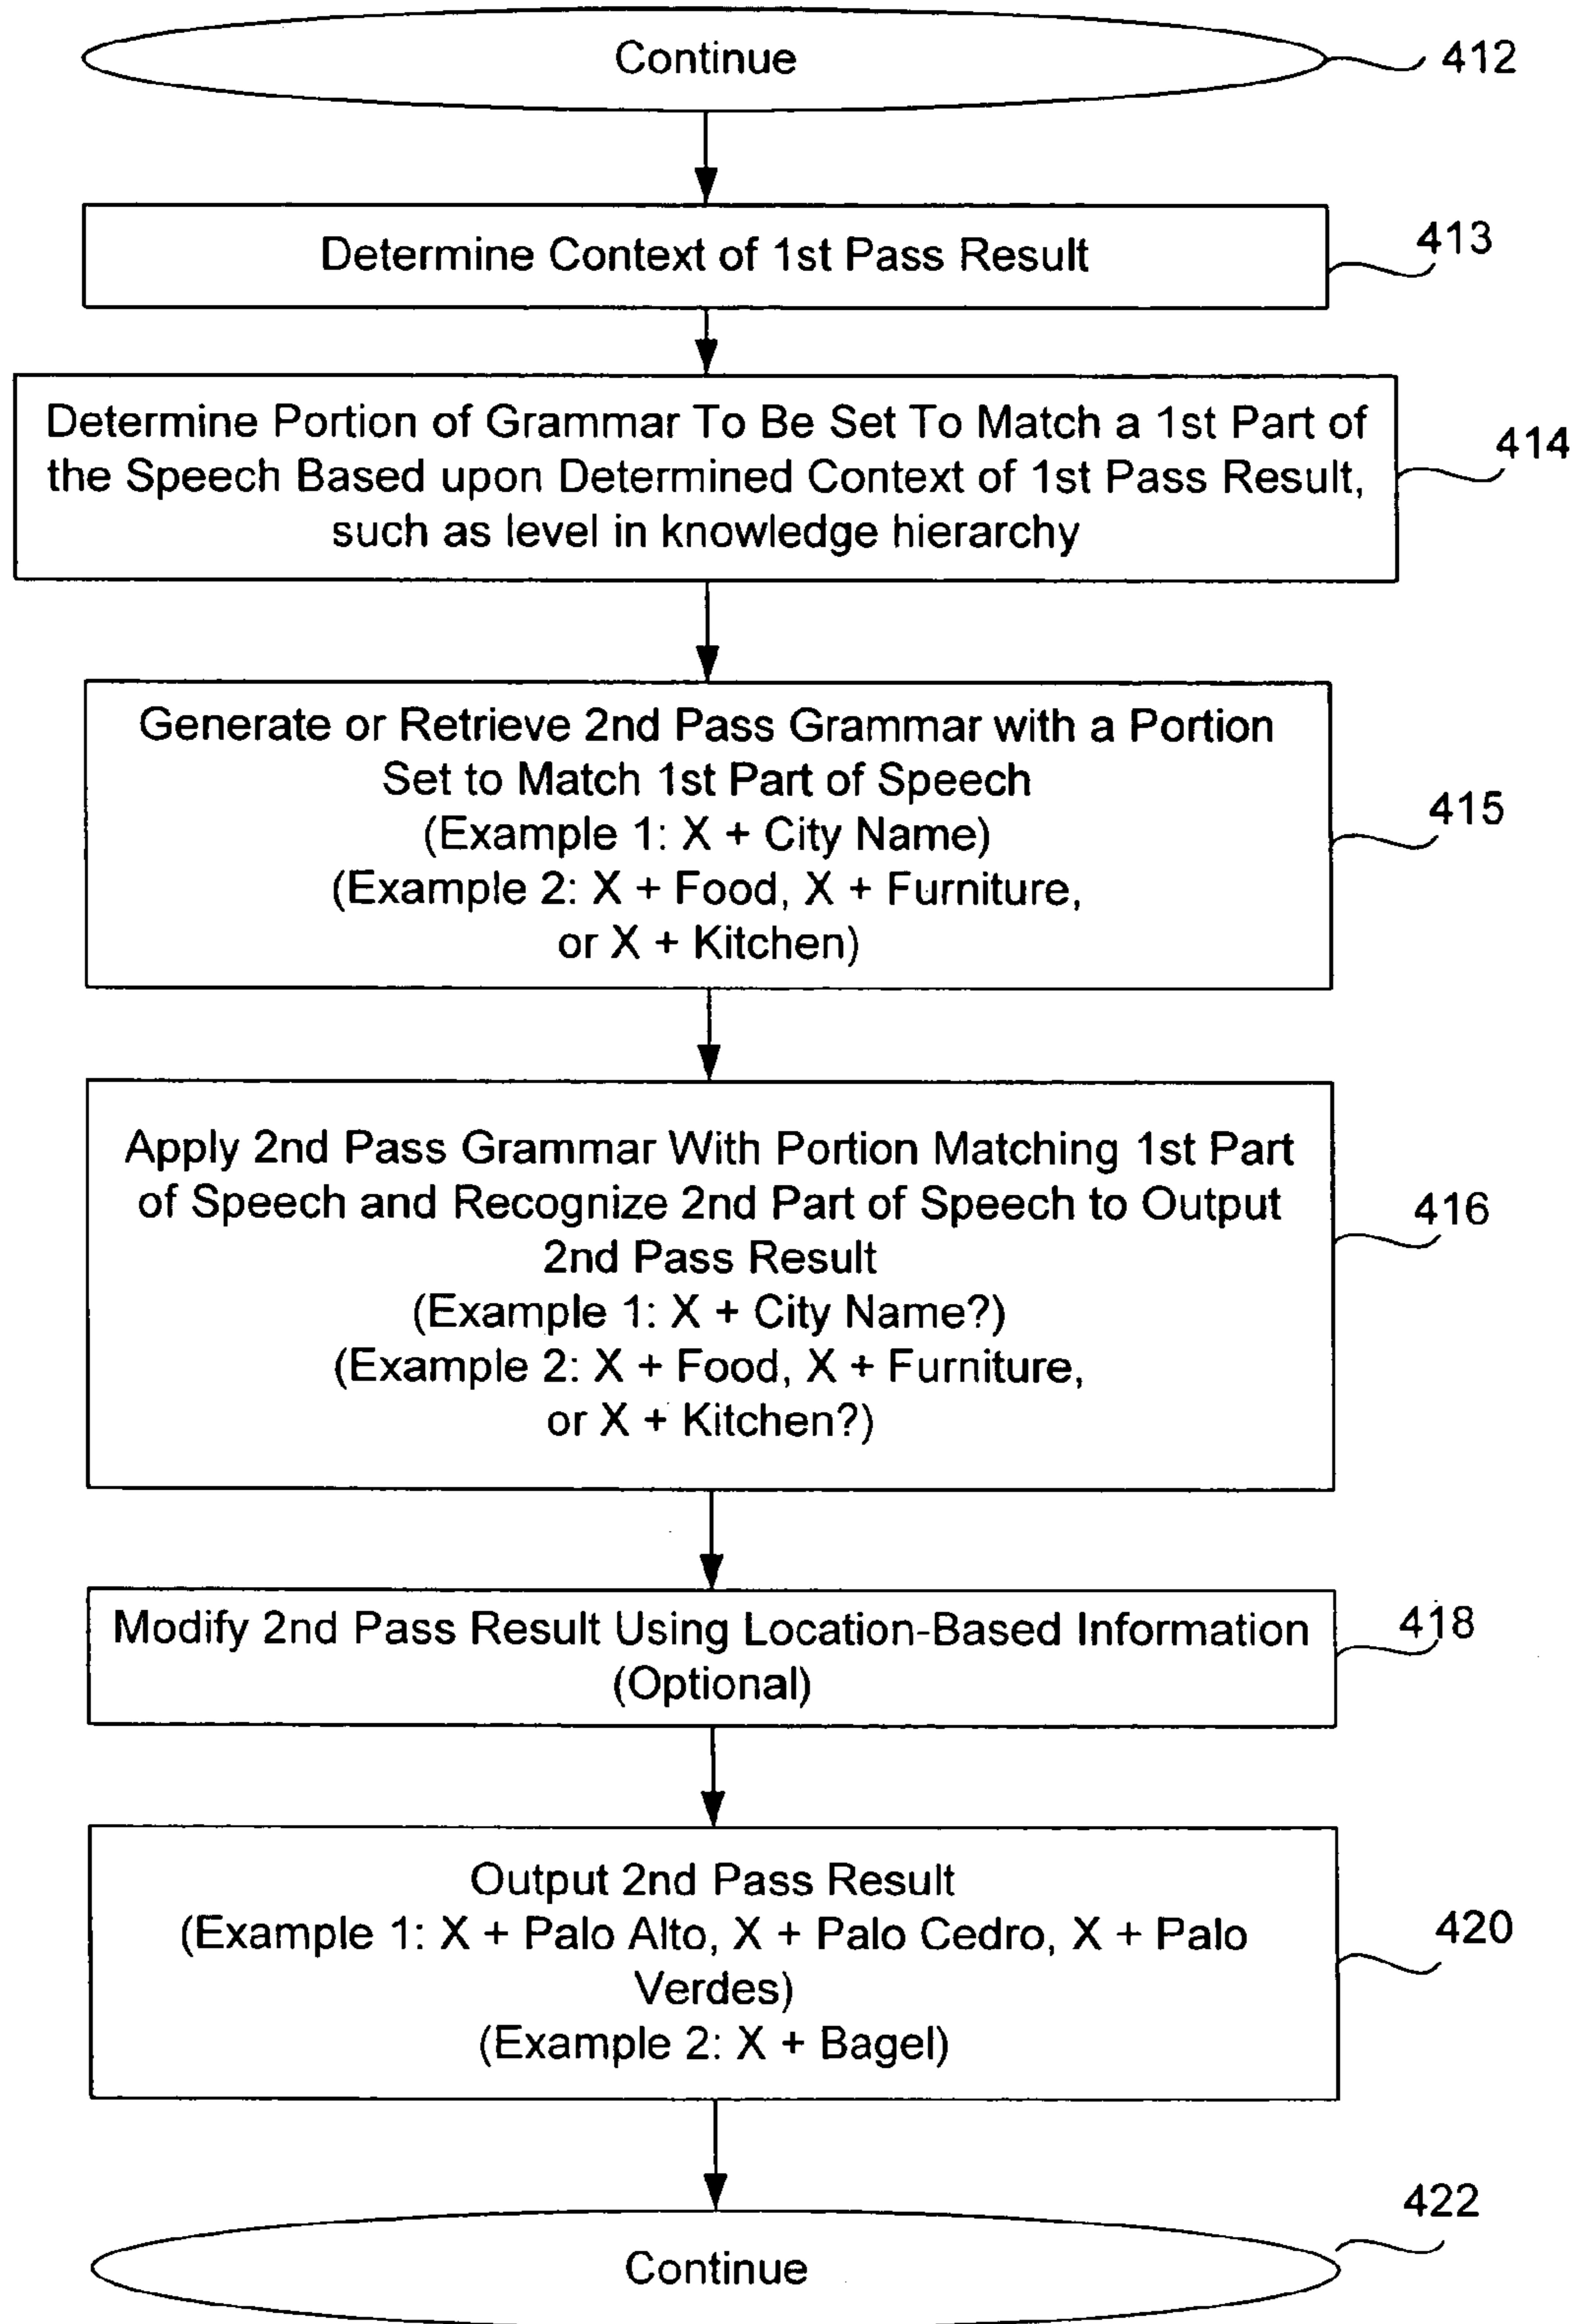 Continue
412
Determine Context of 1st Pass Result
413
Determine Portion of Grammar To Be Set To Match a 1st Part of
the Speech Based upon Determined Context of 1st Pass Result,
such as level in knowledge hierarchy
414
Generate or Retrieve 2nd Pass Grammar with a Portion
Set to Match 1st Part of Speech
(Example 1: X + City Name)
(Example 2: X + Food, X + Furniture,
or X + Kitchen)
415
Apply 2nd Pass Grammar With Portion Matching 1st Part
of Speech and Recognize 2nd Part of Speech to Output
2nd Pass Result
(Example 1: X + City Name?)
(Example 2: X + Food, X + Furniture,
or X + Kitchen?)
416
Modify 2nd Pass Result Using Location-Based Information
(Optional)
418
Output 2nd Pass Result
(Example 1: X + Palo Alto, X + Palo Cedro, X + Palo
Verdes)
(Example 2: X + Bagel)
420
Continue
422